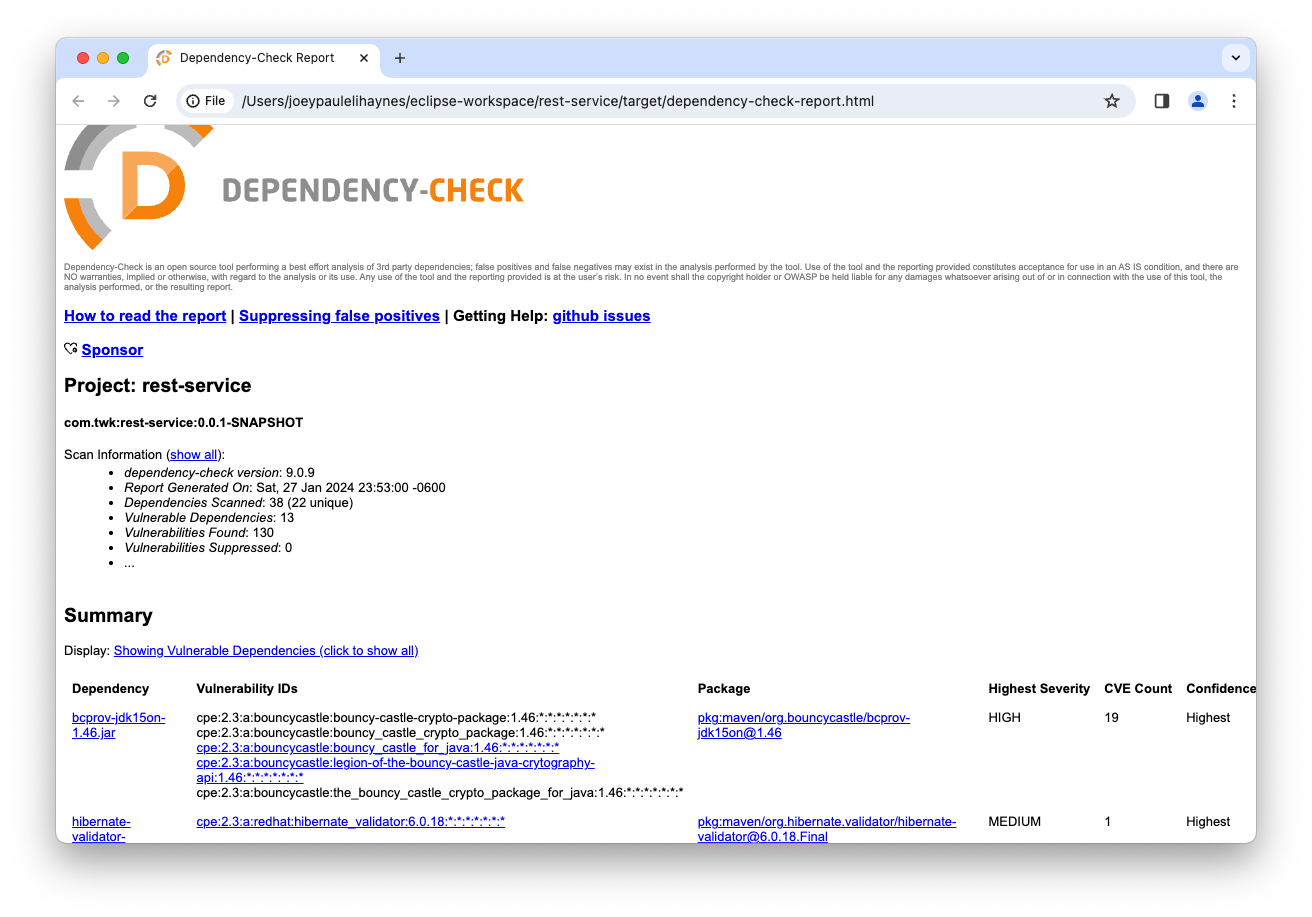 Dependency-Check Report
File /Users/joeypaulelihaynes/eclipse-workspace/rest-service/target/dependency-check-report.html
D
DEPENDENCY-CHECK
Dependency-Check is an open source tool performing a best effort analysis of 3rd party dependencies; false positives and false negatives may exist in the analysis performed by the tool. Use of the tool and the reporting provided constitutes acceptance for use in an AS IS condition, and there are
NO warranties, implied or otherwise, with regard to the analysis or its use. Any use of the tool and the reporting provided is at the user's risk. In no event shall the copyright holder or OWASP be held liable for any damages whatsoever arising out of or in connection with the use of this tool, the
analysis performed, or the resulting report.
How to read the report | Suppressing false positives | Getting Help: github issues
Sponsor
Project: rest-service
com.twk:rest-service:0.0.1-SNAPSHOT
Scan Information (show all):
• dependency-check version: 9.0.9
• Report Generated On: Sat, 27 Jan 2024 23:53:00 -0600
• Dependencies Scanned: 38 (22 unique)
• Vulnerable Dependencies: 13
• Vulnerabilities Found: 130
• Vulnerabilities Suppressed: 0
• ...
Summary
Display: Showing Vulnerable Dependencies (click to show all)
Dependency Vulnerability IDs Package Highest Severity CVE Count Confidence
bcprov-jdk15on- cpe:2.3:a:bouncycastle:bouncy-castle-crypto-package:1.46:*:*:*:*:*:*:* pkg:maven/org.bouncycastle/bcprov- HIGH 19 Highest
1.46.jar cpe:2.3:a:bouncycastle:bouncy_castle_crypto_package:1.46:*:*:*:*:*:*:* jdk15on@1.46
cpe:2.3:a:bouncycastle:bouncy_castle_for_java:1.46:*:*:*:*:*:*:*
cpe:2.3:a:bouncycastle:legion-of-the-bouncy-castle-java-crytography-
api:1.46:*:*:*:*:*:*:*
cpe:2.3:a:bouncycastle:the_bouncy_castle_crypto_package_for_java:1.46:*:*:*:*:*:*:*
hibernate- cpe:2.3:a:redhat:hibernate_validator:6.0.18:*:*:*:*:*:*:* pkg:maven/org.hibernate.validator/hibernate- MEDIUM 1 Highest
validator- validator@6.0.18.Final